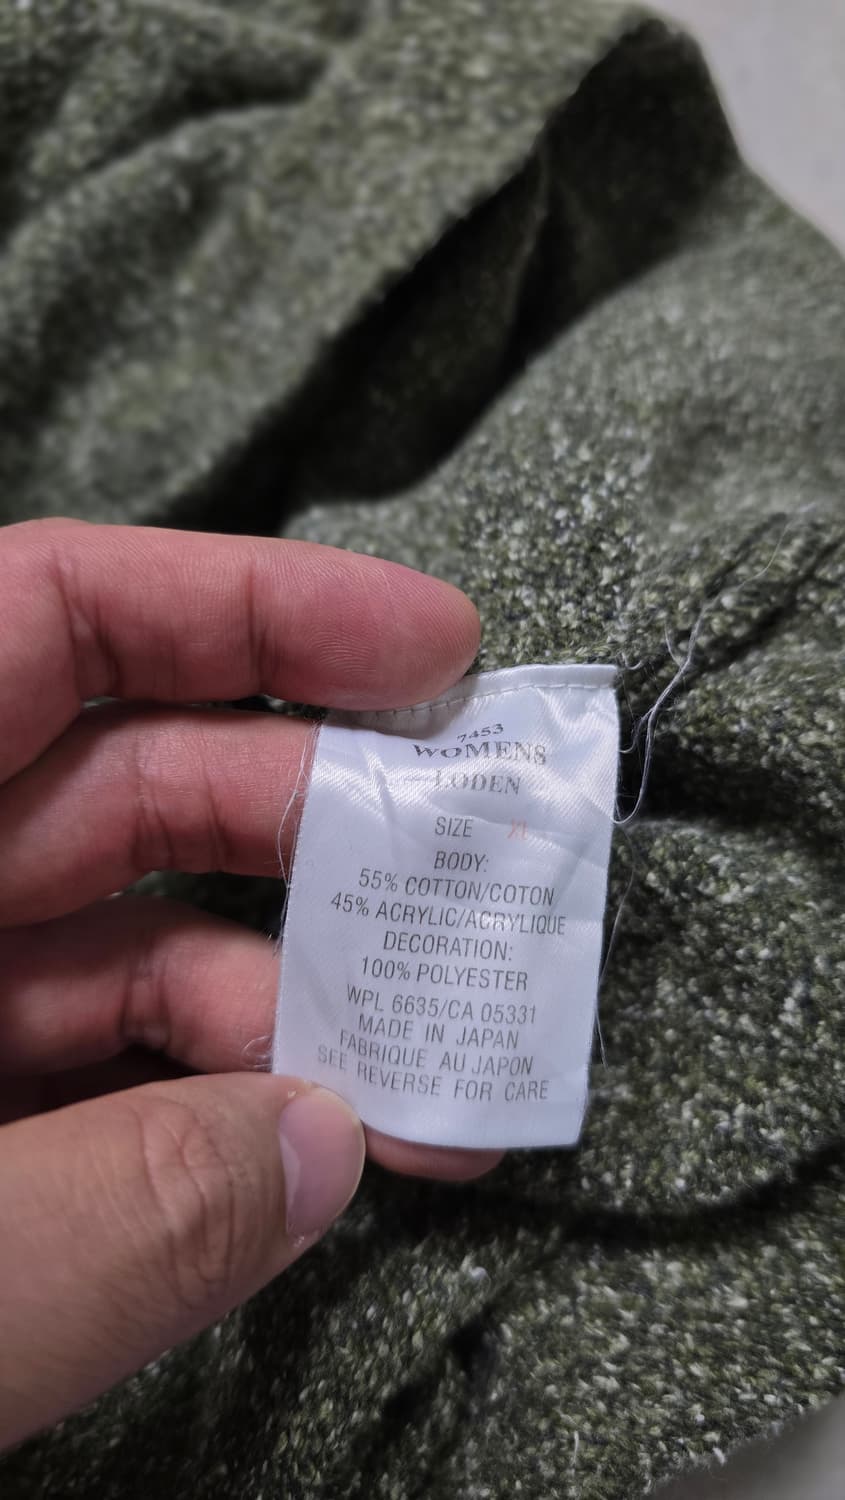 7453
WOMENS
LODEN
SIZE XL
BODY:
55% COTTON/COTON
45% ACRYLIC/ACRYLIQUE
DECORATION:
100% POLYESTER
WPL 6635/CA 05331
MADE IN JAPAN
FABRIQUE AU JAPON
SEE REVERSE FOR CARE